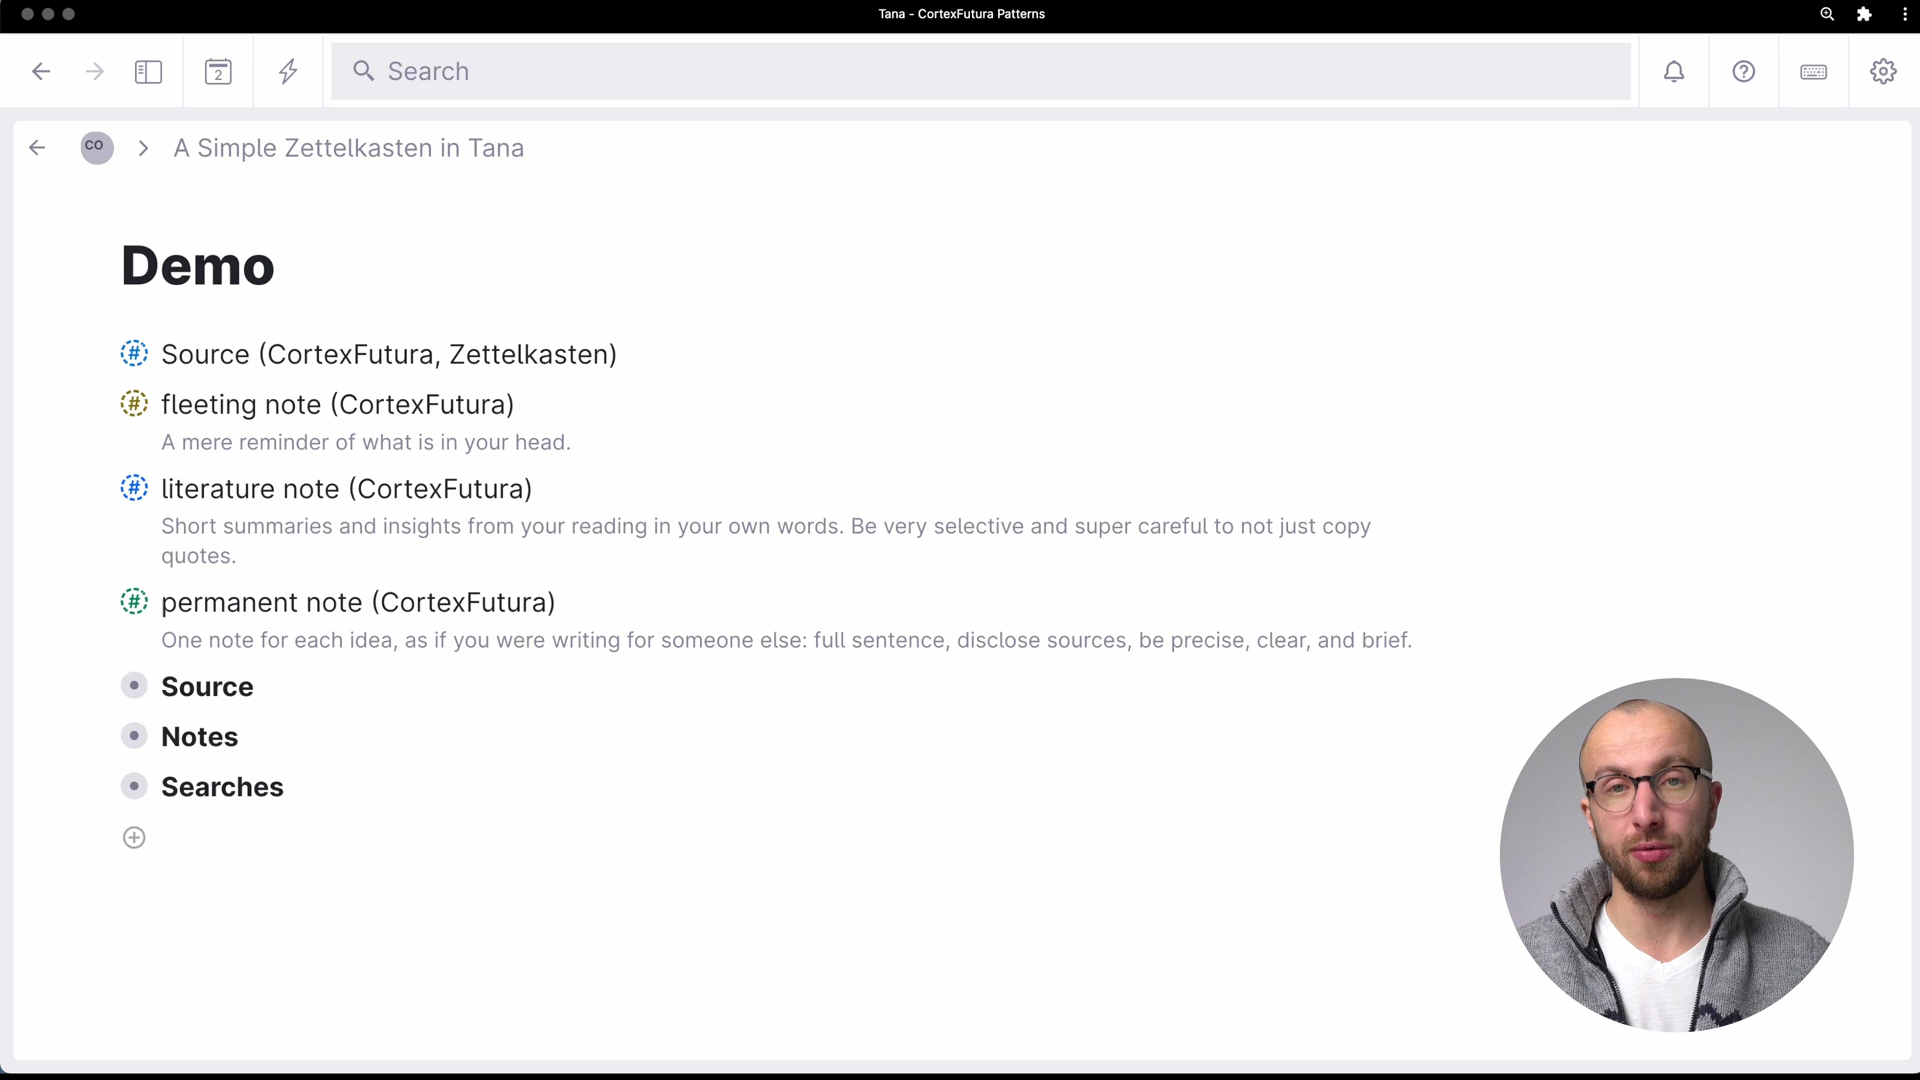 Tana - CortexFutura Patterns
2
Search
CO
A Simple Zettelkasten in Tana
Demo
# Source (CortexFutura, Zettelkasten)
# fleeting note (CortexFutura)
A mere reminder of what is in your head.
# literature note (CortexFutura)
Short summaries and insights from your reading in your own words. Be very selective and super careful to not just copy
quotes.
# permanent note (CortexFutura)
One note for each idea, as if you were writing for someone else: full sentence, disclose sources, be precise, clear, and brief.
Source
Notes
Searches